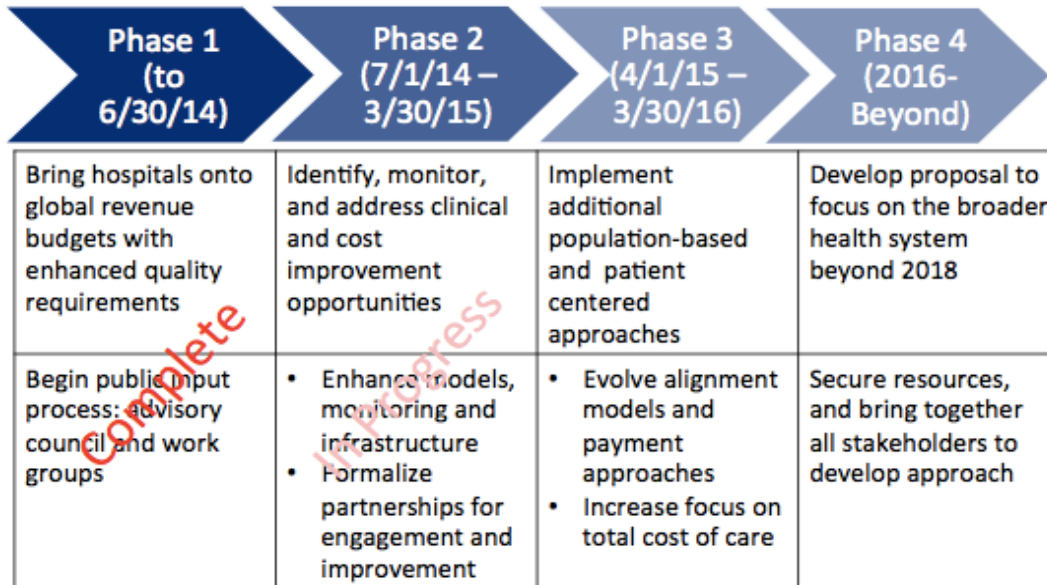 Phase 1
(to
6/30/14)
Phase 2
(7/1/14 –
3/30/15)
Phase 3
(4/1/15 –
3/30/16)
Phase 4
(2016-
Beyond)
Bring hospitals onto
global revenue
budgets with
enhanced quality
requirements
Identify, monitor,
and address clinical
and cost
improvement
opportunities
Implement
additional
population-based
and patient
centered
approaches
Develop proposal to
focus on the broader
health system
beyond 2018
Complete
In Progress
Begin public input
process: advisory
council and work
groups
• Enhance models,
monitoring and
infrastructure
• Formalize
partnerships for
engagement and
improvement
• Evolve alignment
models and
payment
approaches
• Increase focus on
total cost of care
Secure resources,
and bring together
all stakeholders to
develop approach